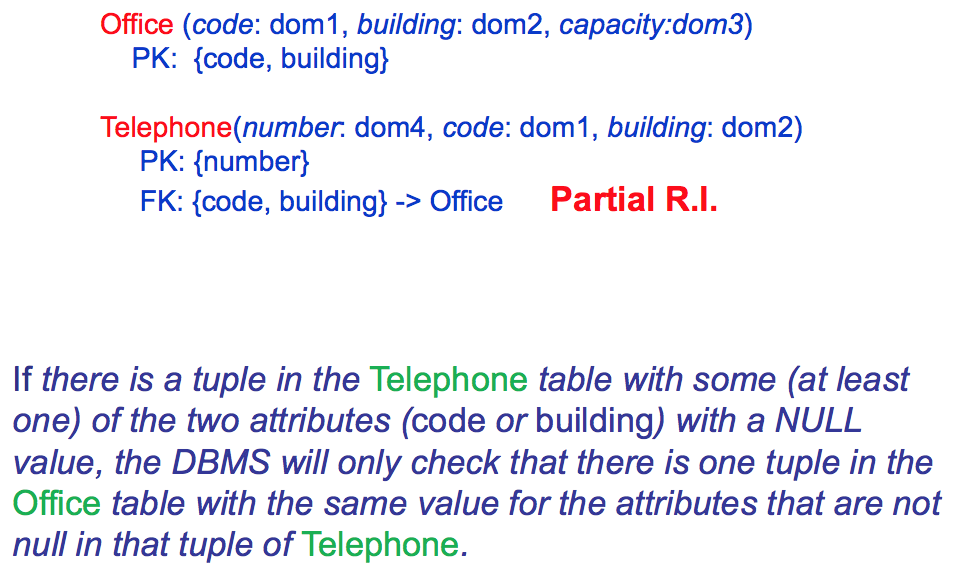 Office (code: dom1, building: dom2, capacity:dom3)
PK: {code, building}
Telephone(number: dom4, code: dom1, building: dom2)
PK: {number}
FK: {code, building} -> Office Partial R.I.
If there is a tuple in the Telephone table with some (at least
one) of the two attributes (code or building) with a NULL
value, the DBMS will only check that there is one tuple in the
Office table with the same value for the attributes that are not
null in that tuple of Telephone.